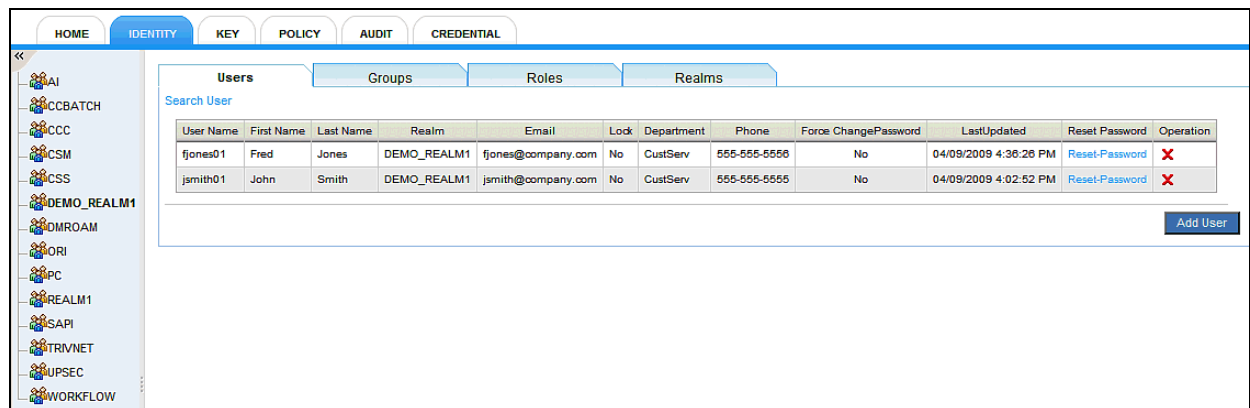 HOME IDENTITY KEY POLICY AUDIT CREDENTIAL
«
AI
CCBATCH
CCC
CSM
CSS
DEMO_REALM1
DMROAM
ORI
PC
REALM1
SAPI
TRIVNET
UPSEC
WORKFLOW
Users Groups Roles Realms
Search User
User Name First Name Last Name Realm Email Lock Department Phone Force ChangePassword LastUpdated Reset Password Operation
fjones01 Fred Jones DEMO_REALM1 fjones@company.com No CustServ 555-555-5556 No 04/09/2009 4:36:26 PM Reset-Password
jsmith01 John Smith DEMO_REALM1 jsmith@company.com No CustServ 555-555-5555 No 04/09/2009 4:02:52 PM Reset-Password
Add User